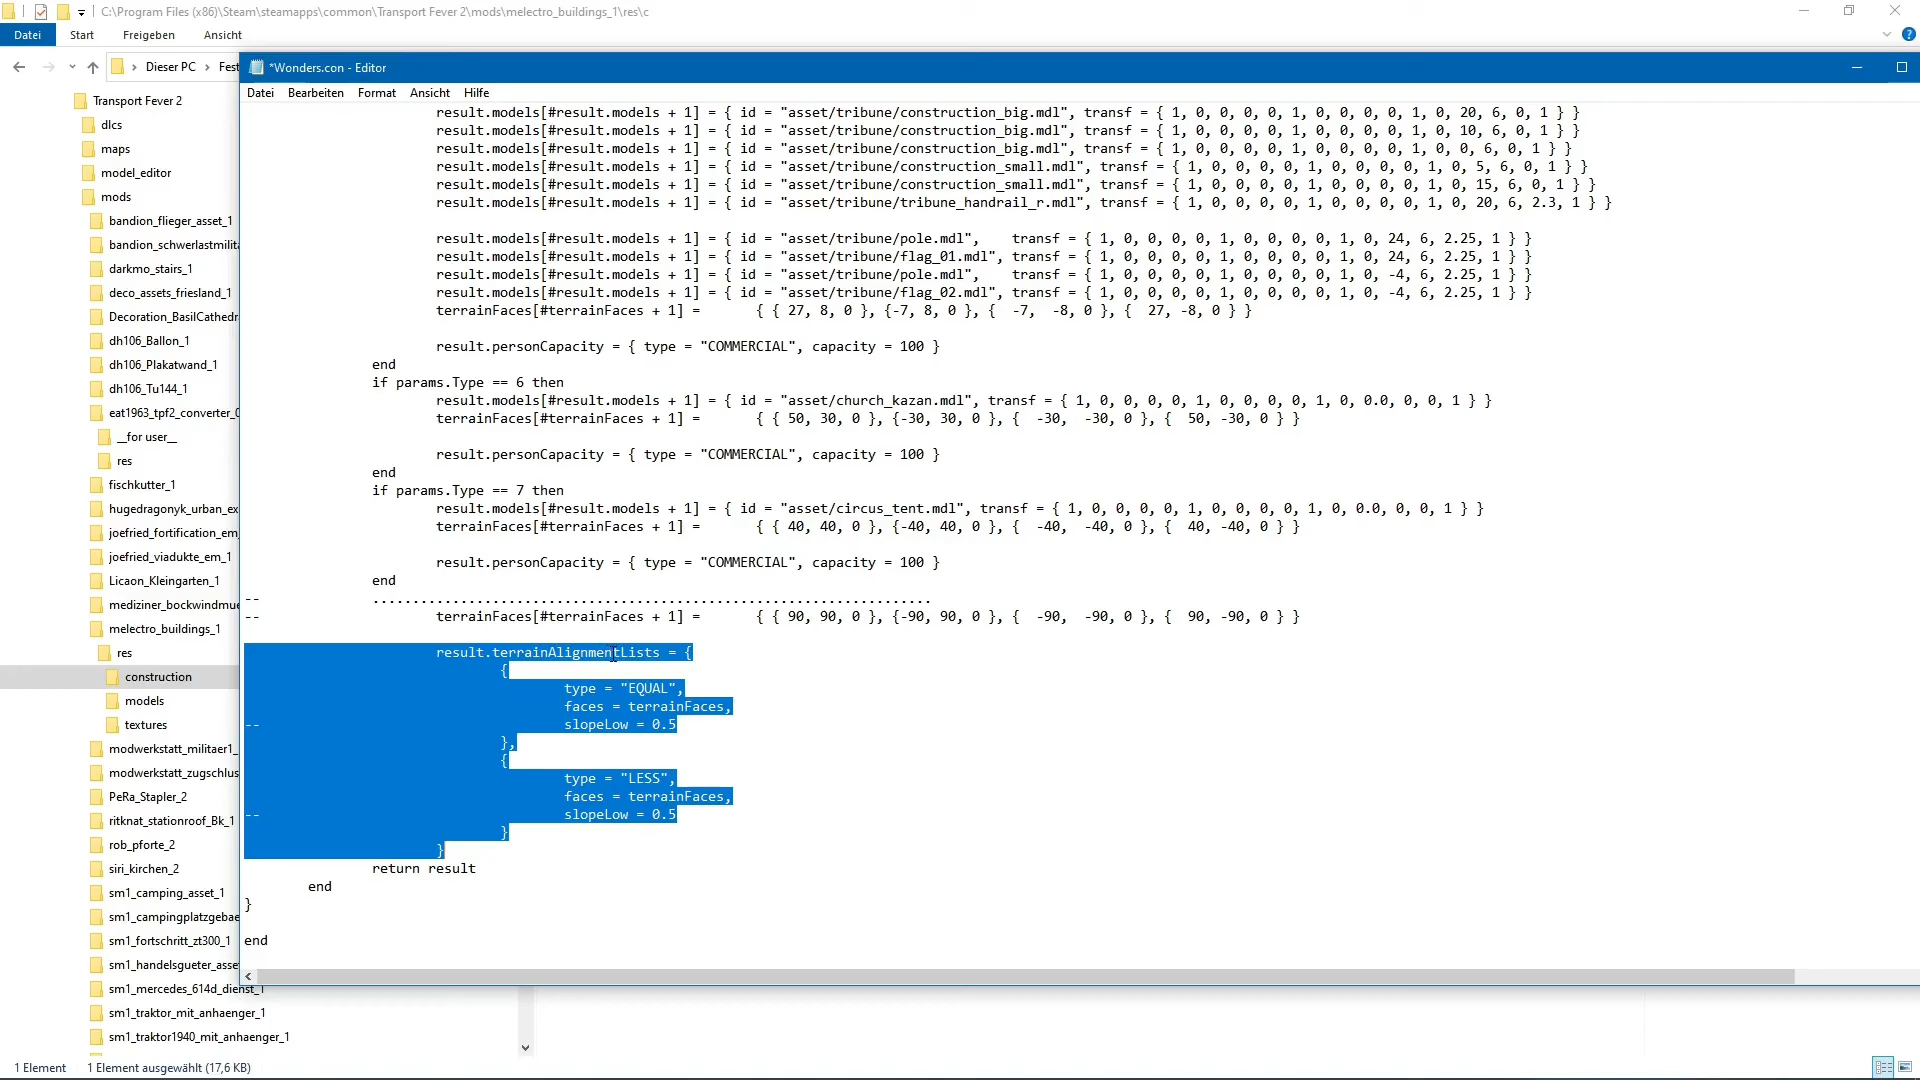 C:\Program Files (x86)\Steam\steamapps\common\Transport Fever 2\mods\melectro_buildings_1\res\c
Datei Start Freigeben Ansicht
Dieser PC Fest
*Wonders.con - Editor
Datei Bearbeiten Format Ansicht Hilfe
Transport Fever 2
dlcs
maps
model_editor
mods
bandion_flieger_asset_1
bandion_schwerlastmilita
darkmo_stairs_1
deco_assets_friesland_1
Decoration_BasilCathedr
dh106_Ballon_1
dh106_Plakatwand_1
dh106_Tu144_1
eat1963_tpf2_converter_0
__for user__
res
fischkutter_1
hugedragonyk_urban_ex
joefried_fortification_em_
joefried_viadukte_em_1
Licaon_Kleingarten_1
mediziner_bockwindmue
melectro_buildings_1
res
construction
models
textures
modwerkstatt_militaer1_
modwerkstatt_zugschlus
PeRa_Stapler_2
ritknat_stationroof_Bk_1
rob_pforte_2
siri_kirchen_2
sm1_camping_asset_1
sm1_campingplatzgebae
sm1_fortschritt_zt300_1
sm1_handelsgueter_asse
sm1_mercedes_614d_dienst_1
sm1_traktor_mit_anhaenger_1
sm1_traktor1940_mit_anhaenger_1
result.models[#result.models + 1] = { id = "asset/tribune/construction_big.mdl", transf = { 1, 0, 0, 0, 0, 1, 0, 0, 0, 0, 1, 0, 20, 6, 0, 1 } }
result.models[#result.models + 1] = { id = "asset/tribune/construction_big.mdl", transf = { 1, 0, 0, 0, 0, 1, 0, 0, 0, 0, 1, 0, 10, 6, 0, 1 } }
result.models[#result.models + 1] = { id = "asset/tribune/construction_big.mdl", transf = { 1, 0, 0, 0, 0, 1, 0, 0, 0, 0, 1, 0, 0, 6, 0, 1 } }
result.models[#result.models + 1] = { id = "asset/tribune/construction_small.mdl", transf = { 1, 0, 0, 0, 0, 1, 0, 0, 0, 0, 1, 0, 5, 6, 0, 1 } }
result.models[#result.models + 1] = { id = "asset/tribune/construction_small.mdl", transf = { 1, 0, 0, 0, 0, 1, 0, 0, 0, 0, 1, 0, 15, 6, 0, 1 } }
result.models[#result.models + 1] = { id = "asset/tribune/tribune_handrail_r.mdl", transf = { 1, 0, 0, 0, 0, 1, 0, 0, 0, 0, 1, 0, 20, 6, 2.3, 1 } }
result.models[#result.models + 1] = { id = "asset/tribune/pole.mdl", transf = { 1, 0, 0, 0, 0, 1, 0, 0, 0, 0, 1, 0, 24, 6, 2.25, 1 } }
result.models[#result.models + 1] = { id = "asset/tribune/flag_01.mdl", transf = { 1, 0, 0, 0, 0, 1, 0, 0, 0, 0, 1, 0, 24, 6, 2.25, 1 } }
result.models[#result.models + 1] = { id = "asset/tribune/pole.mdl", transf = { 1, 0, 0, 0, 0, 1, 0, 0, 0, 0, 1, 0, -4, 6, 2.25, 1 } }
result.models[#result.models + 1] = { id = "asset/tribune/flag_02.mdl", transf = { 1, 0, 0, 0, 0, 1, 0, 0, 0, 0, 1, 0, -4, 6, 2.25, 1 } }
terrainFaces[#terrainFaces + 1] = { { 27, 8, 0 }, {-7, 8, 0 }, { -7, -8, 0 }, { 27, -8, 0 } }
result.personCapacity = { type = "COMMERCIAL", capacity = 100 }
end
if params.Type == 6 then
result.models[#result.models + 1] = { id = "asset/church_kazan.mdl", transf = { 1, 0, 0, 0, 0, 1, 0, 0, 0, 0, 1, 0, 0.0, 0, 0, 1 } }
terrainFaces[#terrainFaces + 1] = { { 50, 30, 0 }, {-30, 30, 0 }, { -30, -30, 0 }, { 50, -30, 0 } }
result.personCapacity = { type = "COMMERCIAL", capacity = 100 }
end
if params.Type == 7 then
result.models[#result.models + 1] = { id = "asset/circus_tent.mdl", transf = { 1, 0, 0, 0, 0, 1, 0, 0, 0, 0, 1, 0, 0.0, 0, 0, 1 } }
terrainFaces[#terrainFaces + 1] = { { 40, 40, 0 }, {-40, 40, 0 }, { -40, -40, 0 }, { 40, -40, 0 } }
result.personCapacity = { type = "COMMERCIAL", capacity = 100 }
end
-- ......................................................................
-- terrainFaces[#terrainFaces + 1] = { { 90, 90, 0 }, {-90, 90, 0 }, { -90, -90, 0 }, { 90, -90, 0 } }
result.terrainAlignmentLists = {
{
type = "EQUAL",
faces = terrainFaces,
-- slopeLow = 0.5
},
{
type = "LESS",
faces = terrainFaces,
-- slopeLow = 0.5
}
}
return result
end
}
end
1 Element 1 Element ausgewählt (17,6 KB)